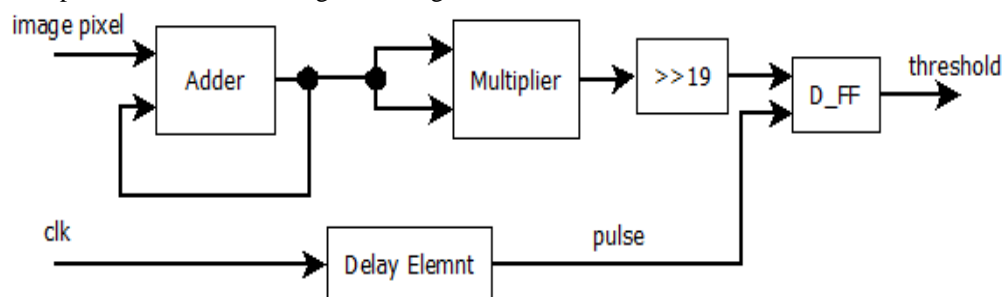 image pixel
Adder
Multiplier
>>19
D_FF
threshold
clk
Delay Elemnt
pulse